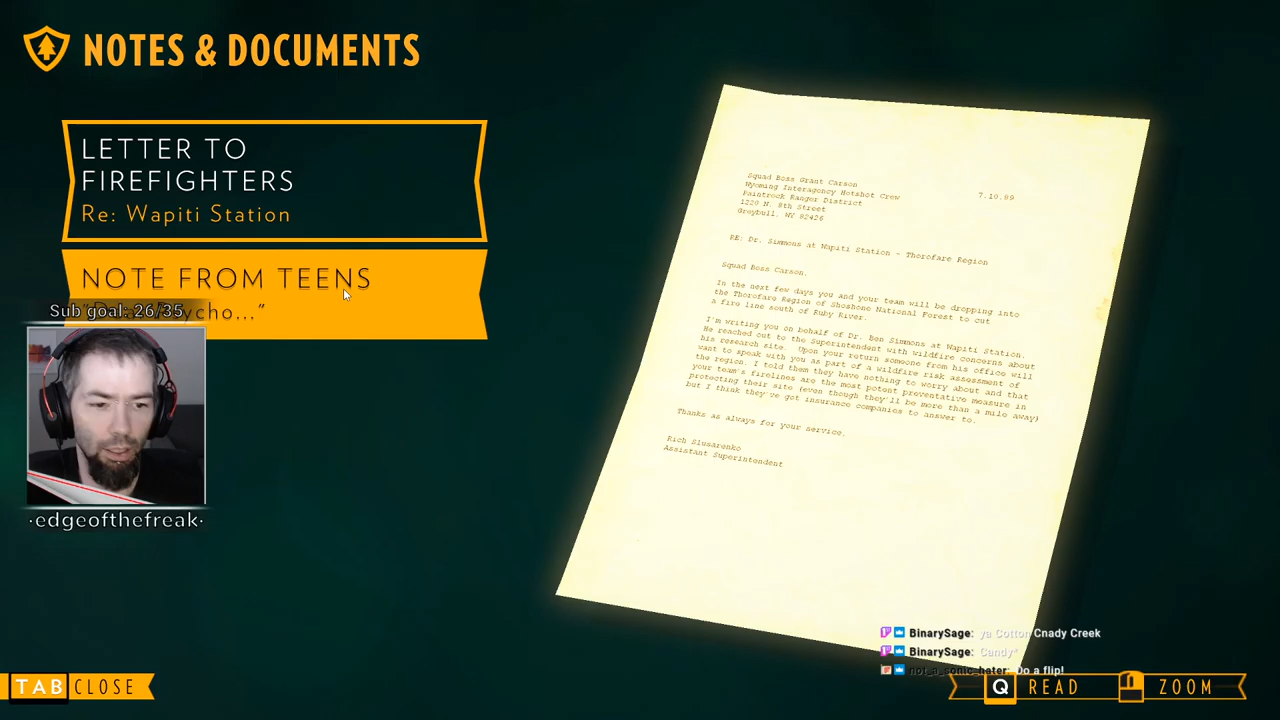 NOTES & DOCUMENTS
LETTER TO
FIREFIGHTERS
Re: Wapiti Station
NOTE FROM TEENS
Sub goal: 26/35
ycho..."
·edgeofthefreak·
Squad Boss Grant Carson
Wyoming Interagency Hotshot Crew
Paintrock Ranger District
1220 N. 8th Street
Greybull, WY 82426
7.10.89
RE: Dr. Simmons at Wapiti Station - Thorofare Region
Squad Boss Carson,
In the next few days you and your team will be dropping into
the Thorofare Region of Shoshone National Forest to cut
a fire line south of Ruby River.
I'm writing you on behalf of Dr. Ben Simmons at Wapiti Station.
He reached out to the Superintendent with wildfire concerns about
his research site. Upon your return someone from his office will
want to speak with you as part of a wildfire risk assessment of
the region. I told them they have nothing to worry about and that
your team's firelines are the most potent preventative measure in
protecting their site (even though they'll be more than a mile away)
but I think they've got insurance companies to answer to.
Thanks as always for your service.
Rich Slusarenko
Assistant Superintendent
BinarySage: ya Cotton Cnady Creek
BinarySage: Candy*
not_a_sonic_hater: Do a flip!
TAB CLOSE
Q READ
ZOOM